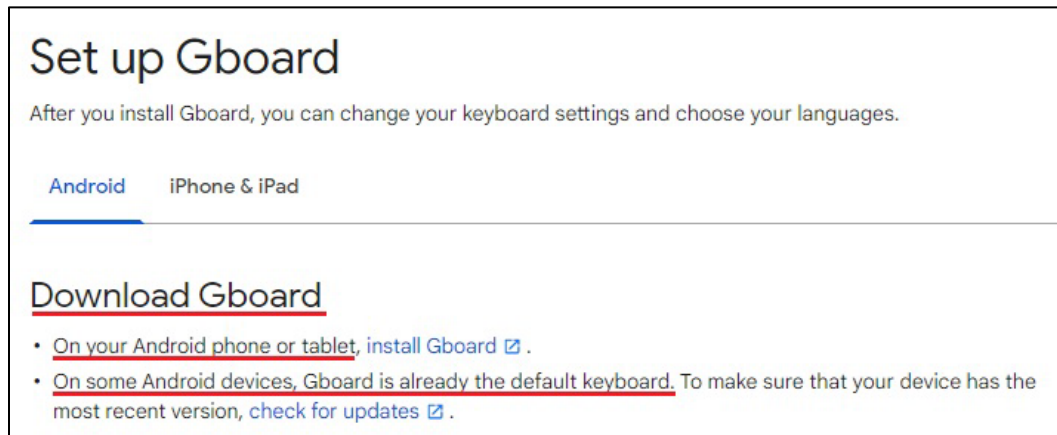 Set up Gboard
After you install Gboard, you can change your keyboard settings and choose your languages.
Android iPhone & iPad
Download Gboard
• On your Android phone or tablet, install Gboard.
• On some Android devices, Gboard is already the default keyboard. To make sure that your device has the
most recent version, check for updates.